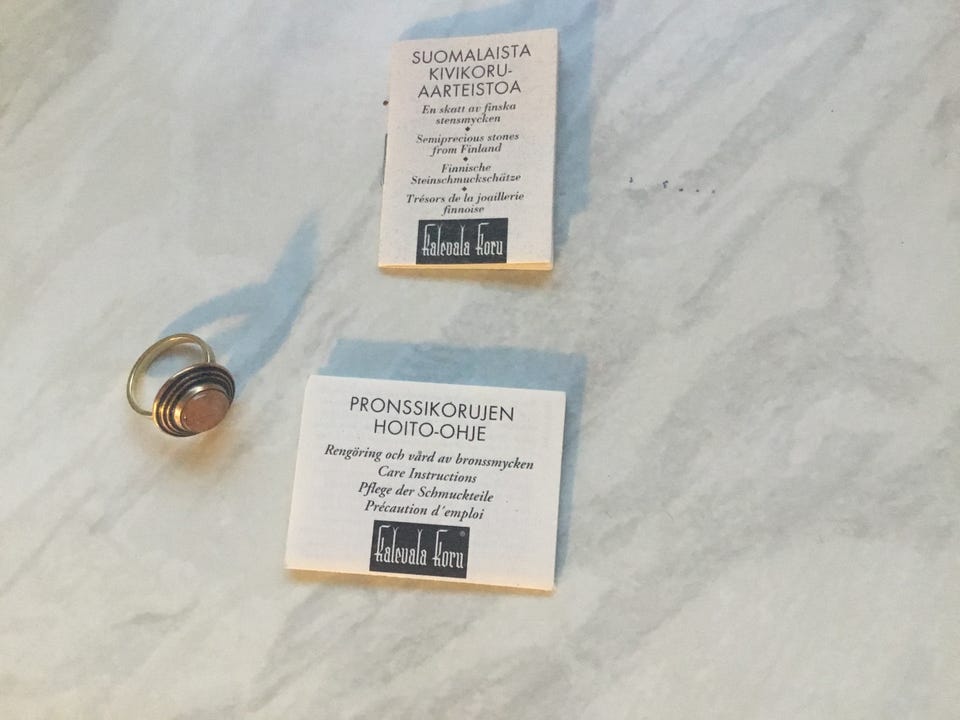 SUOMALAISTA
KIVIKORU-
AARTEISTOA
En skatt av finska
stensmycken
Semiprecious stones
from Finland
Finnische
Steinschmuckschätze
Trésors de la joaillerie
finnoise
Kalevala Koru
PRONSSIKORUJEN
HOITO-OHJE
Rengöring och vård av bronssmycken
Care Instructions
Pflege der Schmuckteile
Précaution d´emploi
Kalevala Koru®